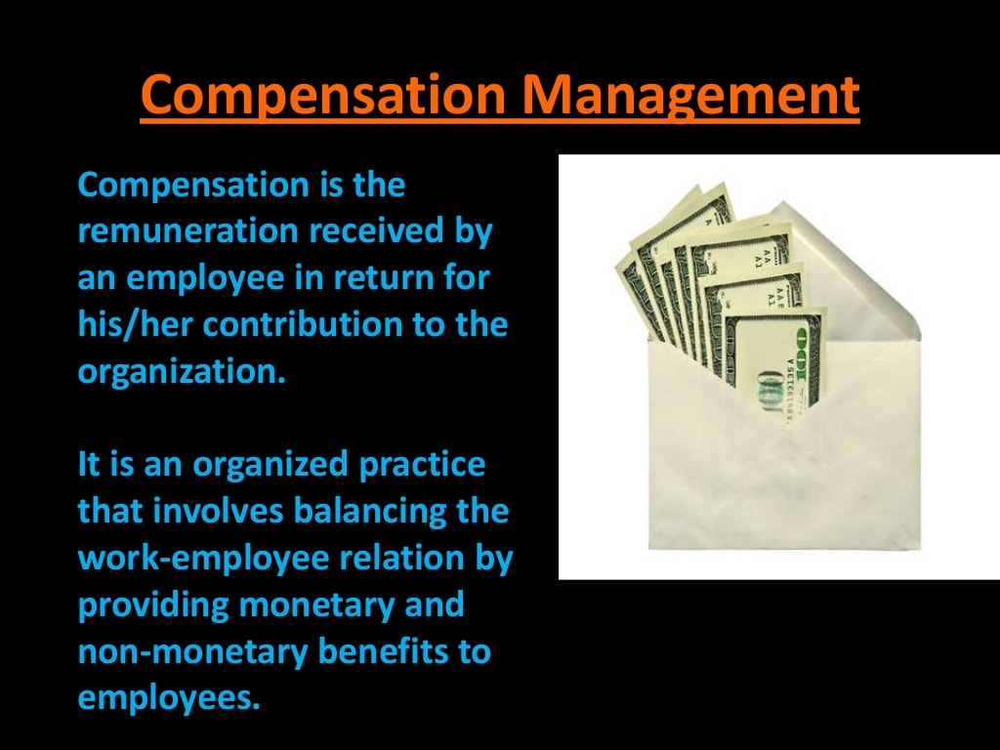 Compensation Management
Compensation is the
remuneration received by
an employee in return for
his/her contribution to the
organization.
It is an organized practice
that involves balancing the
work-employee relation by
providing monetary and
non-monetary benefits to
employees.
100